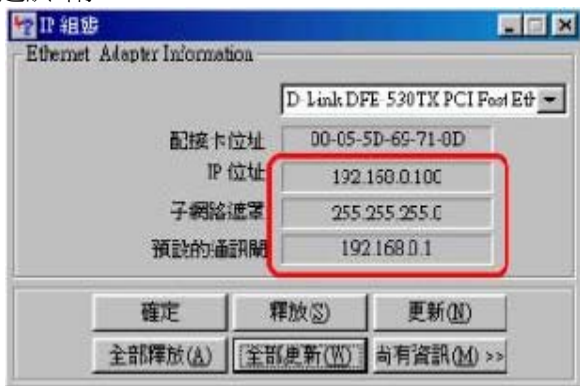 IP 組態
Ethernet Adapter Information
D-Link DFE-530TX PCI Fast Eth
配接卡位址 00-05-5D-69-71-0D
IP 位址 192.168.0.100
子網路遮罩 255.255.255.0
預設的通訊閘 192.168.0.1
確定 釋放(S) 更新(N)
全部釋放(A) 全部更新(W) 尚有資訊(M) >>